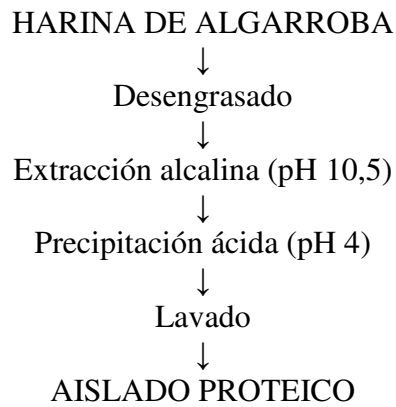 HARINA DE ALGARROBA
↓
Desengrasado
↓
Extracción alcalina (pH 10,5)
↓
Precipitación ácida (pH 4)
↓
Lavado
↓
AISLADO PROTEICO